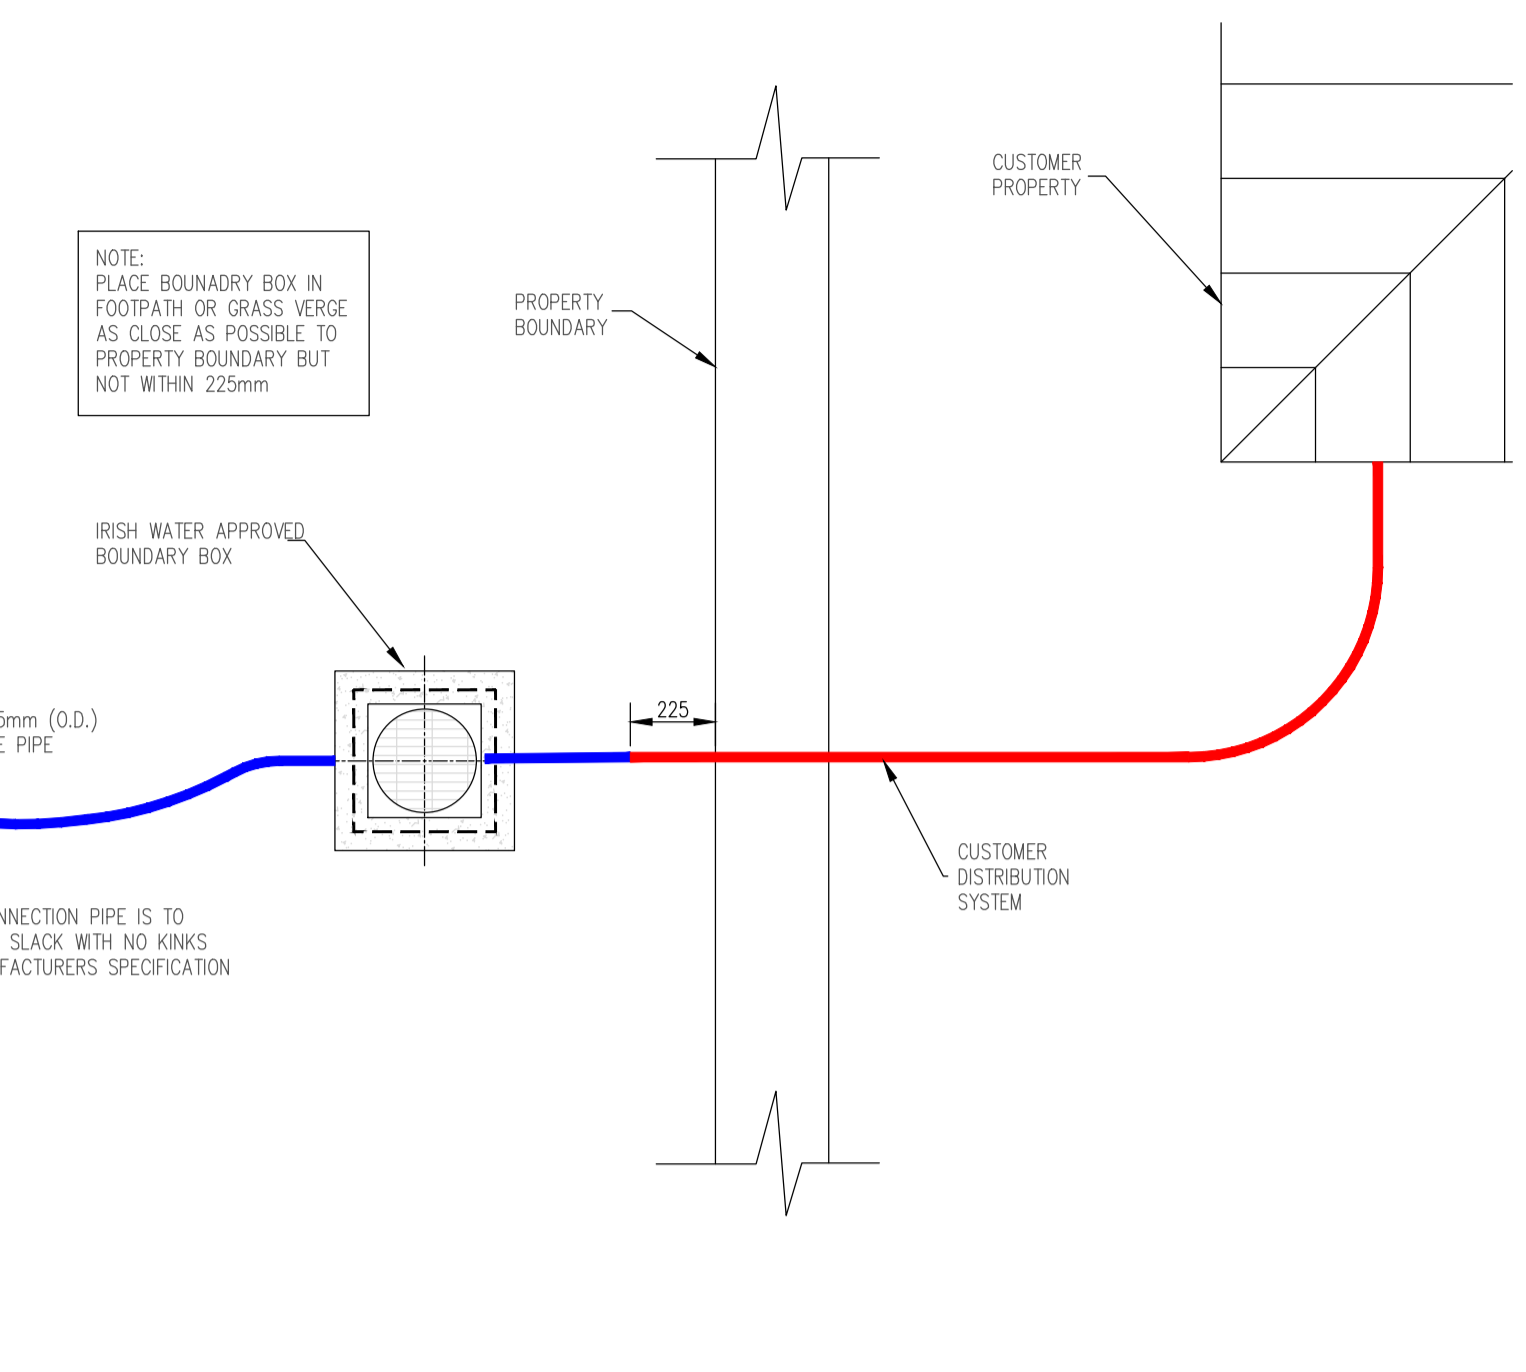 CUSTOMER
PROPERTY
NOTE:
PLACE BOUNADRY BOX IN
FOOTPATH OR GRASS VERGE
AS CLOSE AS POSSIBLE TO
PROPERTY BOUNDARY BUT
NOT WITHIN 225mm
PROPERTY
BOUNDARY
IRISH WATER APPROVED
BOUNDARY BOX
5mm (O.D.)
PIPE
225
CUSTOMER
DISTRIBUTION
SYSTEM
NNECTION PIPE IS TO
SLACK WITH NO KINKS
FACTURERS SPECIFICATION